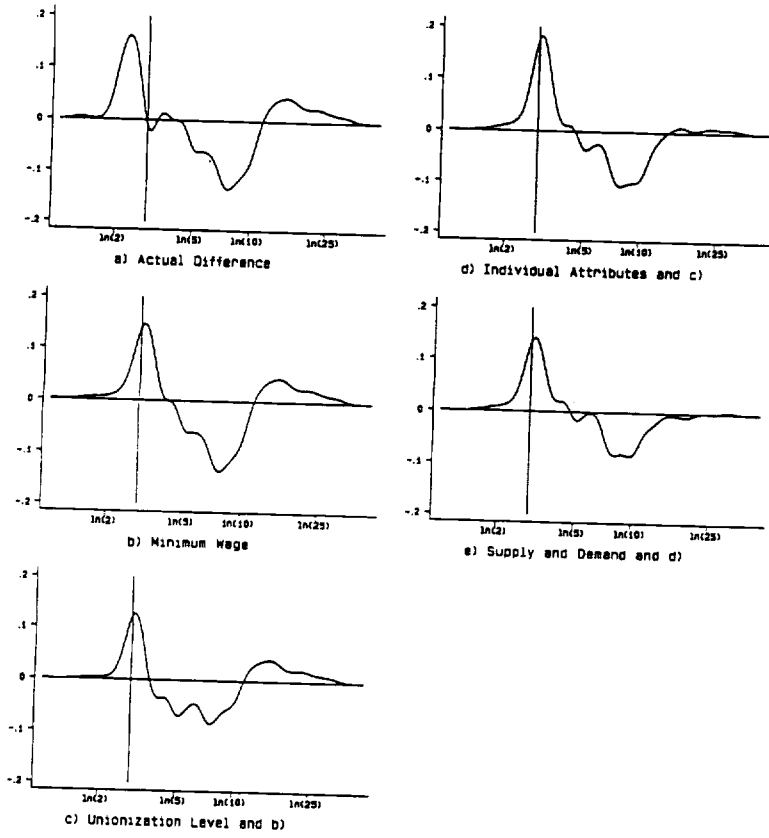 .2
.1
0
-.1
-.2
ln(2) ln(5) ln(10) ln(25)
a) Actual Difference
.2
.1
0
-.1
-.2
ln(2) ln(5) ln(10) ln(25)
d) Individual Attributes and c)
.2
.1
0
-.1
-.2
ln(2) ln(5) ln(10) ln(25)
b) Minimum Wage
.2
.1
0
-.1
-.2
ln(2) ln(5) ln(10) ln(25)
e) Supply and Demand and d)
.2
.1
0
-.1
-.2
ln(2) ln(5) ln(10) ln(25)
c) Unionization Level and b)